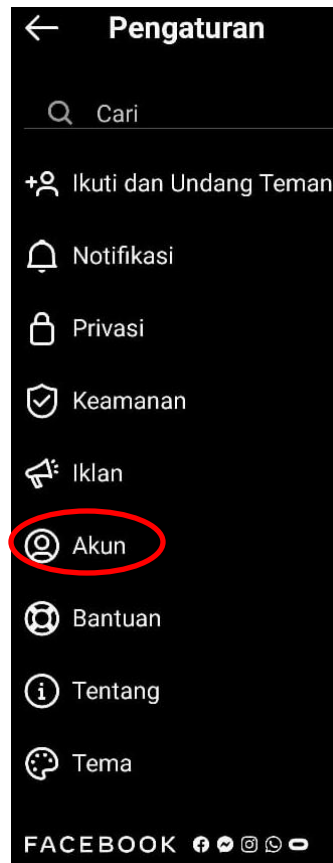 Pengaturan
Cari
Ikuti dan Undang Teman
Notifikasi
Privasi
Keamanan
Iklan
Akun
Bantuan
Tentang
Tema
FACEBOOK